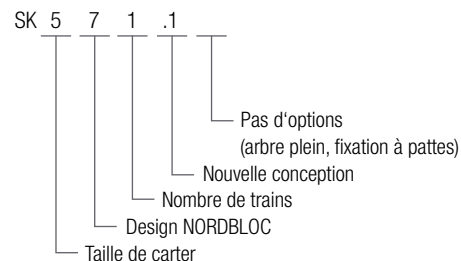 SK 5 7 1 .1
Pas d‘options
(arbre plein, fixation à pattes)
Nouvelle conception
Nombre de trains
Design NORDBLOC
Taille de carter